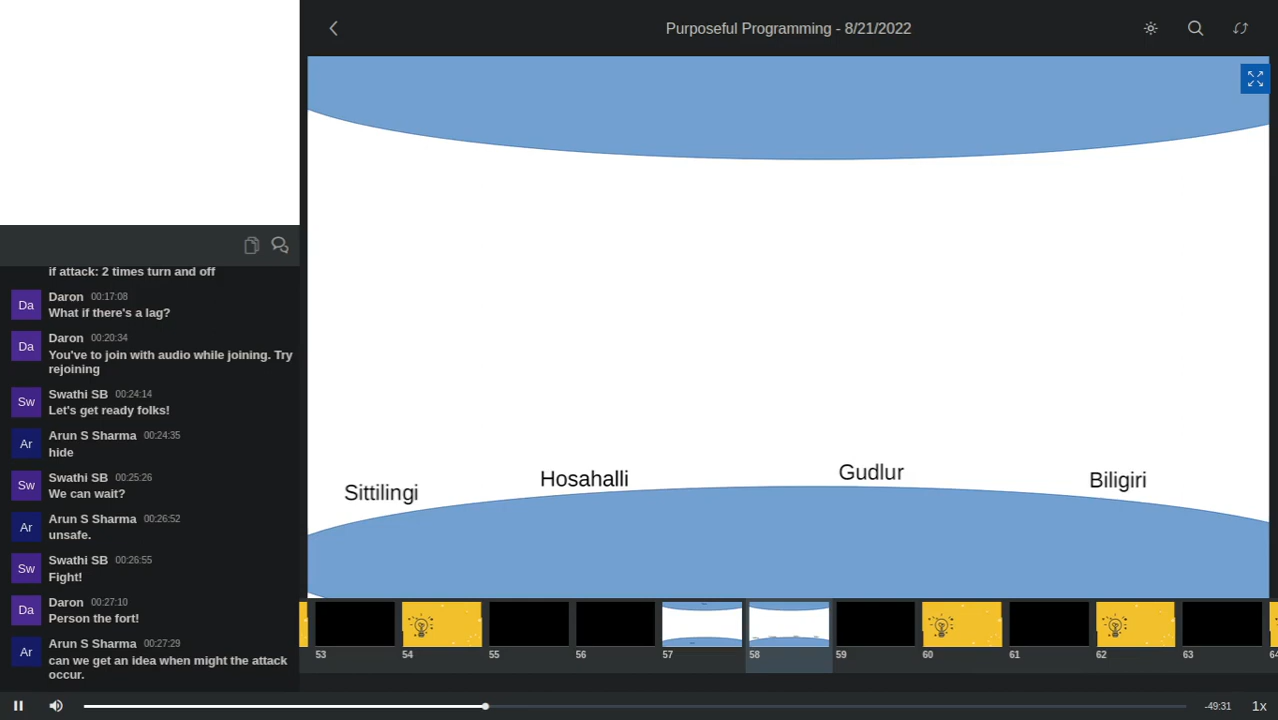 Purposeful Programming - 8/21/2022
if attack: 2 times turn and off
Da
Daron 00:17:08
What if there's a lag?
Da
Daron 00:20:34
You've to join with audio while joining. Try
rejoining
Sw
Swathi SB 00:24:14
Let's get ready folks!
Ar
Arun S Sharma 00:24:35
hide
Sw
Swathi SB 00:25:26
We can wait?
Ar
Arun S Sharma 00:26:52
unsafe.
Sw
Swathi SB 00:26:55
Fight!
Da
Daron 00:27:10
Person the fort!
Ar
Arun S Sharma 00:27:29
can we get an idea when might the attack
occur.
Sittilingi
Hosahalli
Gudlur
Biligiri
53 54 55 56 57 58 59 60 61 62 63 64
-49:31 1x